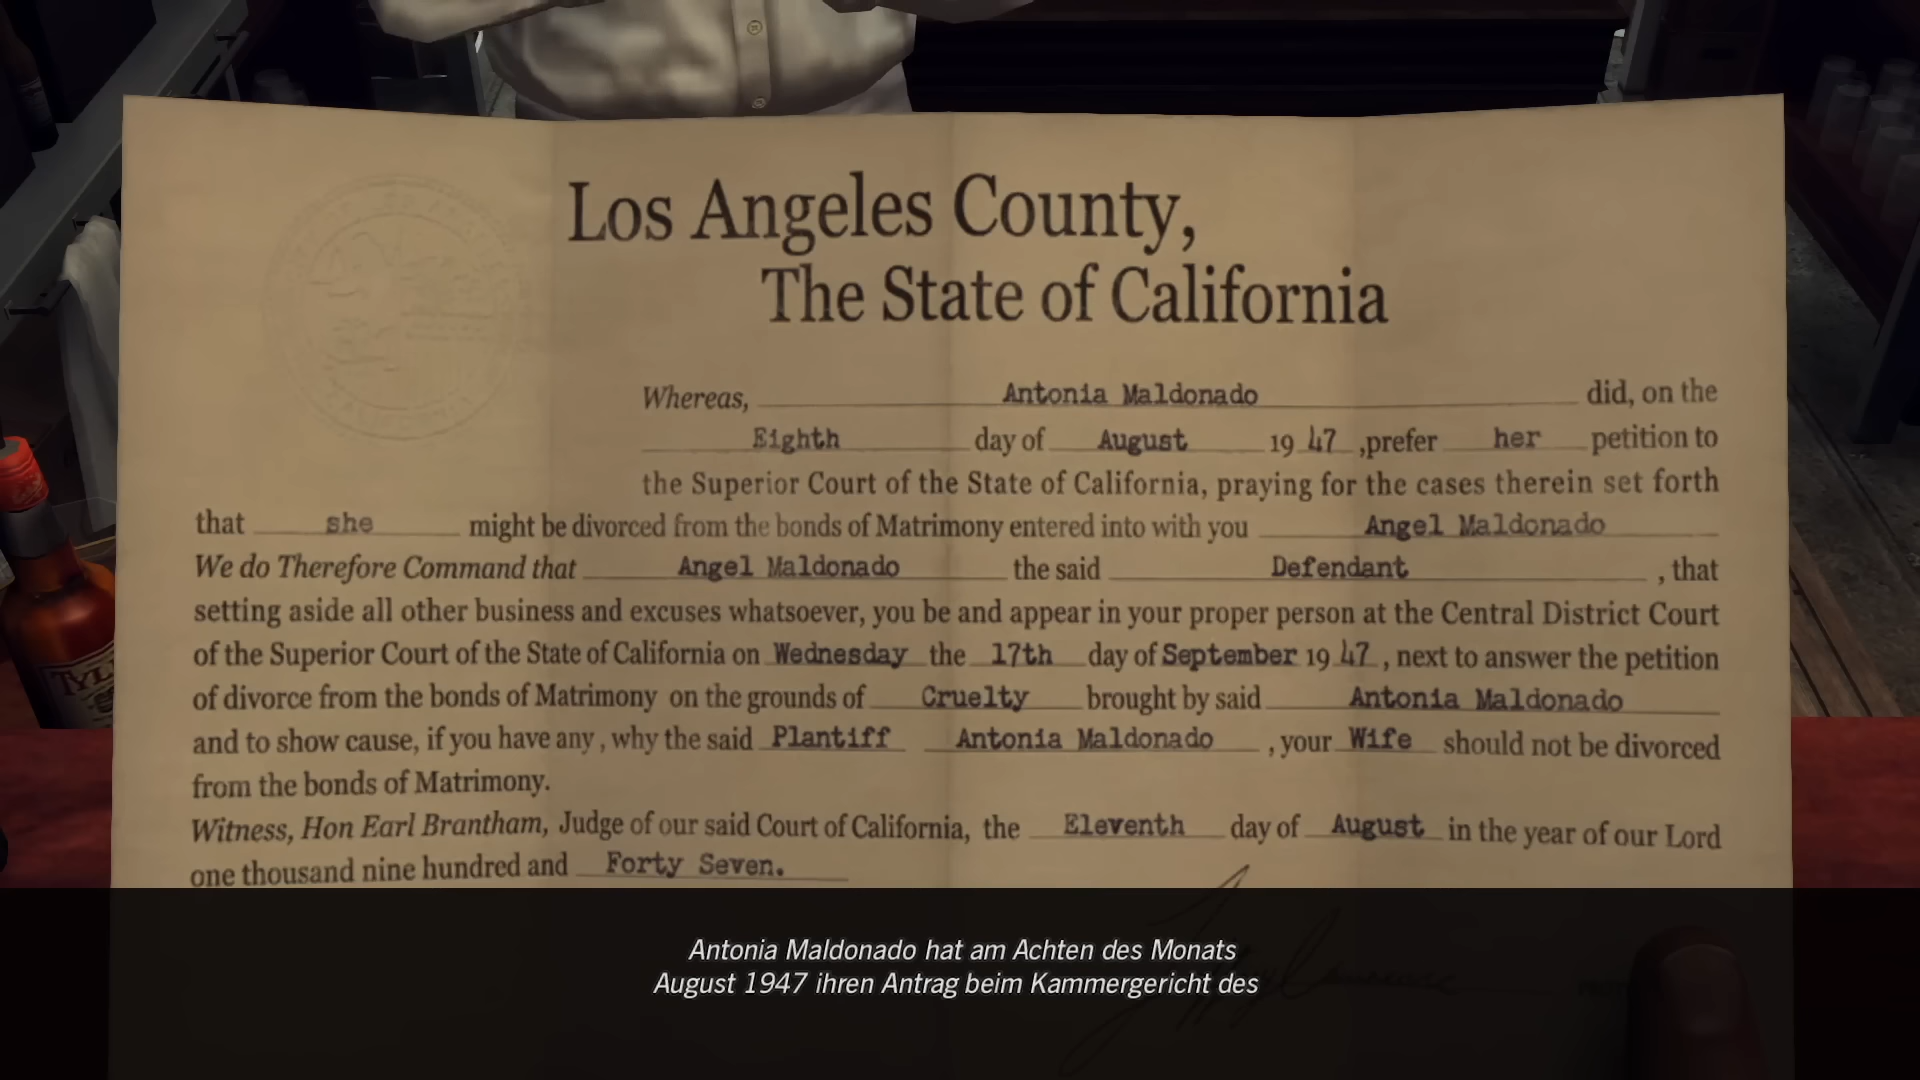 Los Angeles County,
The State of California
Whereas, Antonia Maldonado did, on the
Eighth day of August 19 47 ,prefer her petition to
the Superior Court of the State of California, praying for the cases therein set forth
that she might be divorced from the bonds of Matrimony entered into with you Angel Maldonado
We do Therefore Command that Angel Maldonado the said Defendant , that
setting aside all other business and excuses whatsoever, you be and appear in your proper person at the Central District Court
of the Superior Court of the State of California on Wednesday the 17th day of September 19 47 , next to answer the petition
of divorce from the bonds of Matrimony on the grounds of Cruelty brought by said Antonia Maldonado
and to show cause, if you have any , why the said Plantiff Antonia Maldonado , your Wife should not be divorced
from the bonds of Matrimony.
Witness, Hon Earl Brantham, Judge of our said Court of California, the Eleventh day of August in the year of our Lord
one thousand nine hundred and Forty Seven.
Antonia Maldonado hat am Achten des Monats
August 1947 ihren Antrag beim Kammergericht des